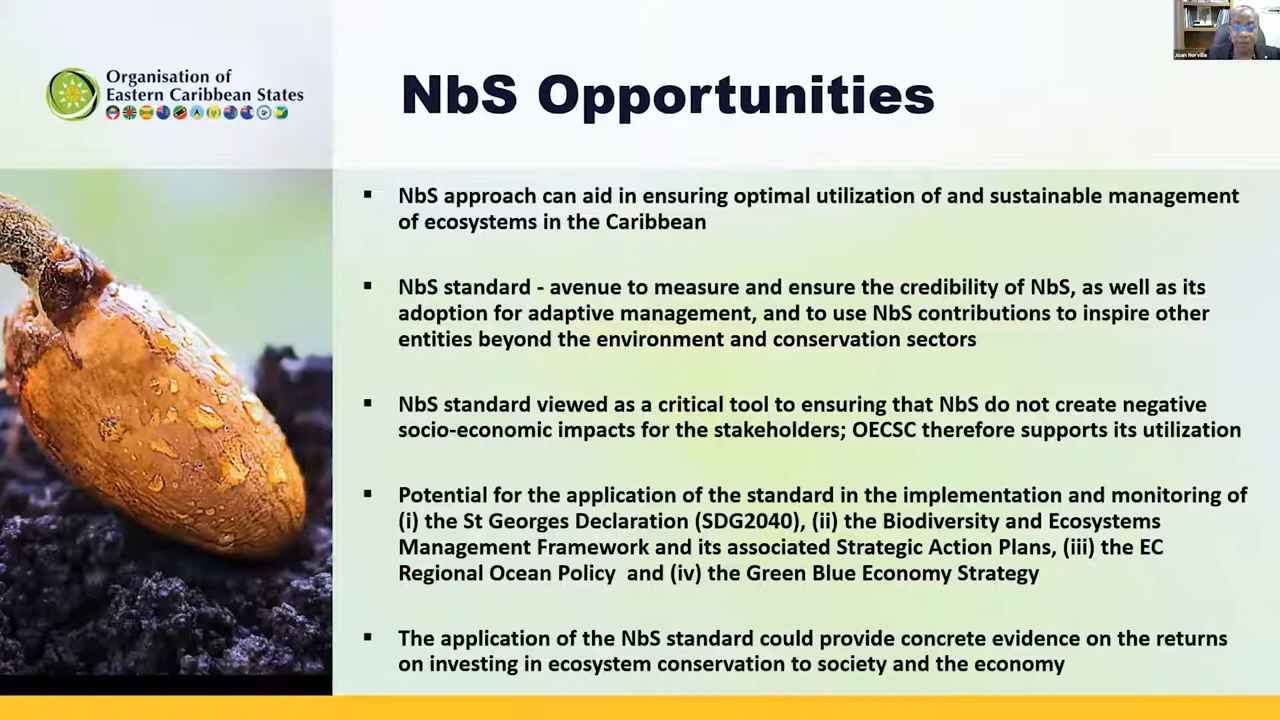 Joan Norville
Organisation of
Eastern Caribbean States
NbS Opportunities
▪ NbS approach can aid in ensuring optimal utilization of and sustainable management
of ecosystems in the Caribbean
▪ NbS standard - avenue to measure and ensure the credibility of NbS, as well as its
adoption for adaptive management, and to use NbS contributions to inspire other
entities beyond the environment and conservation sectors
▪ NbS standard viewed as a critical tool to ensuring that NbS do not create negative
socio-economic impacts for the stakeholders; OECSC therefore supports its utilization
▪ Potential for the application of the standard in the implementation and monitoring of
(i) the St Georges Declaration (SDG2040), (ii) the Biodiversity and Ecosystems
Management Framework and its associated Strategic Action Plans, (iii) the EC
Regional Ocean Policy and (iv) the Green Blue Economy Strategy
▪ The application of the NbS standard could provide concrete evidence on the returns
on investing in ecosystem conservation to society and the economy